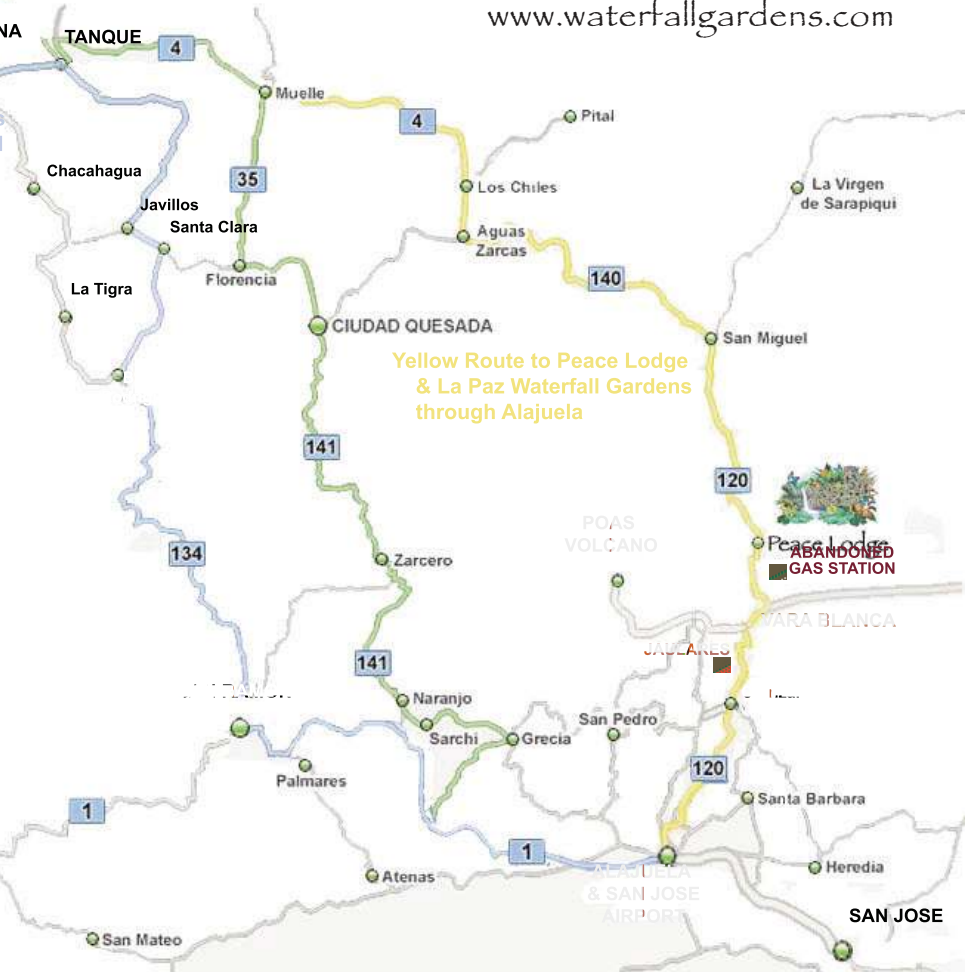 www.waterfallgardens.com
NA
TANQUE
4
Muelle
4
Pital
Chacahagua
35
Los Chiles
La Virgen
de Sarapiqui
Javillos
Santa Clara
Aguas
Zarcas
Florencia
140
La Tigra
CIUDAD QUESADA
San Miguel
Yellow Route to Peace Lodge
& La Paz Waterfall Gardens
through Alajuela
141
120
POAS
VOLCANO
Peace Lodge
ABANDONED
GAS STATION
134
Zarcero
VARA BLANCA
JAULARES
141
Naranjo
Sarchi
Grecia
San Pedro
Palmares
120
1
Santa Barbara
1
Atenas
Heredia
ALAJUELA
& SAN JOSE
AIRPORT
SAN JOSE
San Mateo